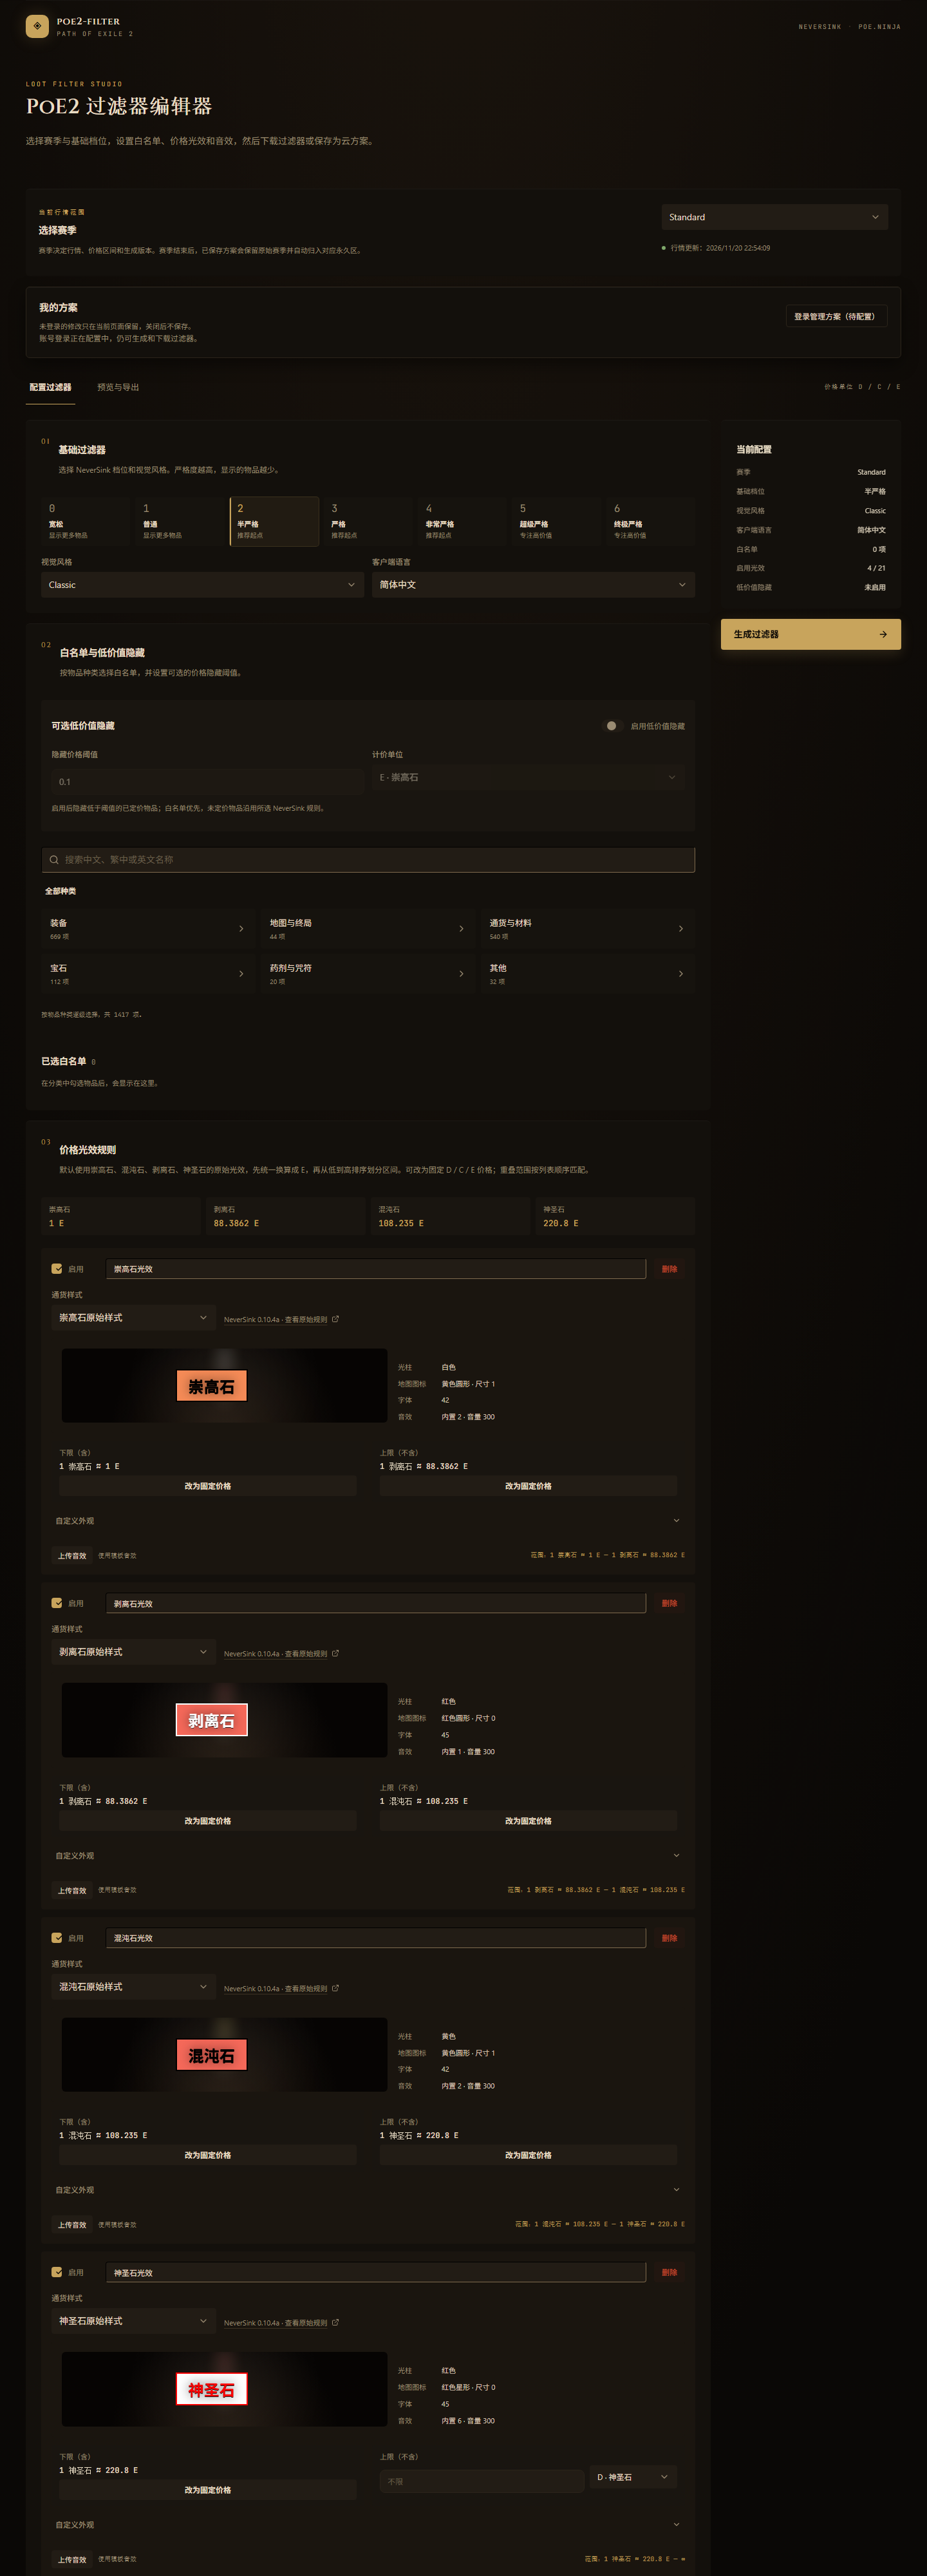 POE2-FILTER
PATH OF EXILE 2
NEVERSINK · POE.NINJA
LOOT FILTER STUDIO
PoE2 过滤器编辑器
选择赛季与基础档位，设置白名单、价格光效和音效，然后下载过滤器或保存为云方案。
当前行情范围
选择赛季
赛季决定行情、价格区间和生成版本。赛季结束后，已保存方案会保留原始赛季并自动归入对应永久区。
Standard
行情更新：2026/11/20 22:54:09
我的方案
未登录的修改只在当前页面保留，关闭后不保存。
账号登录正在配置中，仍可生成和下载过滤器。
登录管理方案（待配置）
配置过滤器
预览与导出
价格单位 D / C / E
01
基础过滤器
选择 NeverSink 档位和视觉风格。严格度越高，显示的物品越少。
0
宽松
显示更多物品
1
普通
显示更多物品
2
半严格
推荐起点
3
严格
推荐起点
4
非常严格
推荐起点
5
超级严格
专注高价值
6
终极严格
专注高价值
视觉风格
Classic
客户端语言
简体中文
当前配置
赛季 Standard
基础档位 半严格
视觉风格 Classic
客户端语言 简体中文
白名单 0 项
启用光效 4 / 21
低价值隐藏 未启用
生成过滤器
02
白名单与低价值隐藏
按物品种类选择白名单，并设置可选的价格隐藏阈值。
可选低价值隐藏
启用低价值隐藏
隐藏价格阈值
0.1
计价单位
E · 崇高石
启用后隐藏低于阈值的已定价物品；白名单优先，未定价物品沿用所选 NeverSink 规则。
搜索中文、繁中或英文名称
全部种类
装备
669 项
地图与终局
44 项
通货与材料
540 项
宝石
112 项
药剂与咒符
20 项
其他
32 项
按物品种类逐级选择，共 1417 项。
已选白名单 0
在分类中勾选物品后，会显示在这里。
03
价格光效规则
默认使用崇高石、混沌石、剥离石、神圣石的原始光效，先统一换算成 E，再从低到高排序划分区间。可改为固定 D / C / E 价格；重叠范围按列表顺序匹配。
崇高石
1 E
剥离石
88.3862 E
混沌石
108.235 E
神圣石
220.8 E
启用
崇高石光效
删除
通货样式
崇高石原始样式
NeverSink 0.10.4a · 查看原始规则
崇高石
光柱 白色
地图图标 黄色圆形 · 尺寸 1
字体 42
音效 内置 2 · 音量 300
下限（含）
1 崇高石 ≈ 1 E
改为固定价格
上限（不含）
1 剥离石 ≈ 88.3862 E
改为固定价格
自定义外观
上传音效
使用模板音效
范围：1 崇高石 ≈ 1 E — 1 剥离石 ≈ 88.3862 E
启用
剥离石光效
删除
通货样式
剥离石原始样式
NeverSink 0.10.4a · 查看原始规则
剥离石
光柱 红色
地图图标 红色圆形 · 尺寸 0
字体 45
音效 内置 1 · 音量 300
下限（含）
1 剥离石 ≈ 88.3862 E
改为固定价格
上限（不含）
1 混沌石 ≈ 108.235 E
改为固定价格
自定义外观
上传音效
使用模板音效
范围：1 剥离石 ≈ 88.3862 E — 1 混沌石 ≈ 108.235 E
启用
混沌石光效
删除
通货样式
混沌石原始样式
NeverSink 0.10.4a · 查看原始规则
混沌石
光柱 黄色
地图图标 黄色圆形 · 尺寸 1
字体 42
音效 内置 2 · 音量 300
下限（含）
1 混沌石 ≈ 108.235 E
改为固定价格
上限（不含）
1 神圣石 ≈ 220.8 E
改为固定价格
自定义外观
上传音效
使用模板音效
范围：1 混沌石 ≈ 108.235 E — 1 神圣石 ≈ 220.8 E
启用
神圣石光效
删除
通货样式
神圣石原始样式
NeverSink 0.10.4a · 查看原始规则
神圣石
光柱 红色
地图图标 红色星形 · 尺寸 0
字体 45
音效 内置 6 · 音量 300
下限（含）
1 神圣石 ≈ 220.8 E
改为固定价格
上限（不含）
不限
D · 神圣石
自定义外观
上传音效
使用模板音效
范围：1 神圣石 ≈ 220.8 E — ∞